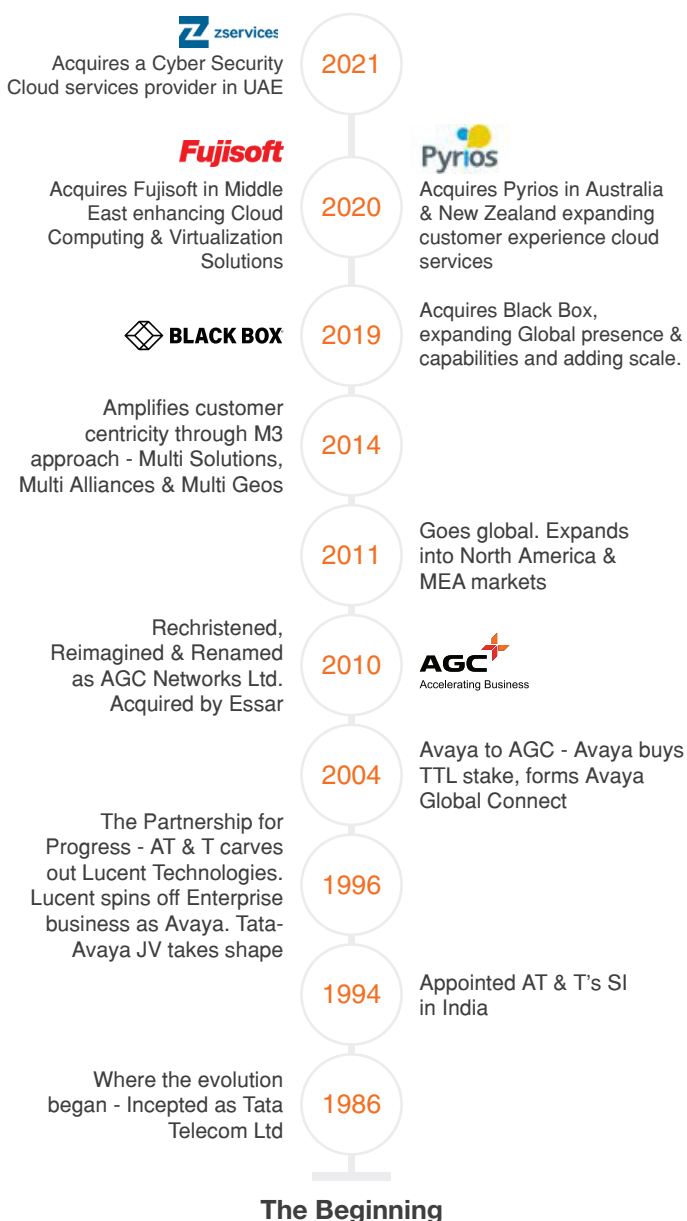 zservices
Acquires a Cyber Security
Cloud services provider in UAE
2021
Fujisoft
Acquires Fujisoft in Middle
East enhancing Cloud
Computing & Virtualization
Solutions
2020
Pyrios
Acquires Pyrios in Australia
& New Zealand expanding
customer experience cloud
services
BLACK BOX
2019
Acquires Black Box,
expanding Global presence &
capabilities and adding scale.
Amplifies customer
centricity through M3
approach - Multi Solutions,
Multi Alliances & Multi Geos
2014
2011
Goes global. Expands
into North America &
MEA markets
Rechristened,
Reimagined & Renamed
as AGC Networks Ltd.
Acquired by Essar
2010
AGC
Accelerating Business
2004
Avaya to AGC - Avaya buys
TTL stake, forms Avaya
Global Connect
The Partnership for
Progress - AT & T carves
out Lucent Technologies.
Lucent spins off Enterprise
business as Avaya. Tata-
Avaya JV takes shape
1996
1994
Appointed AT & T's SI
in India
Where the evolution
began - Incepted as Tata
Telecom Ltd
1986
The Beginning